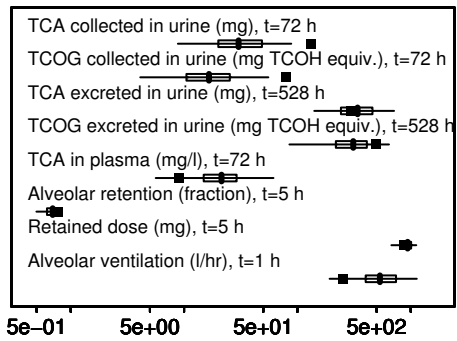 TCA collected in urine (mg), t=72 h
TCOG collected in urine (mg TCOH equiv.), t=72 h
TCA excreted in urine (mg), t=528 h
TCOG excreted in urine (mg TCOH equiv.), t=528 h
TCA in plasma (mg/l), t=72 h
Alveolar retention (fraction), t=5 h
Retained dose (mg), t=5 h
Alveolar ventilation (l/hr), t=1 h
5e−01 5e+00 5e+01 5e+02